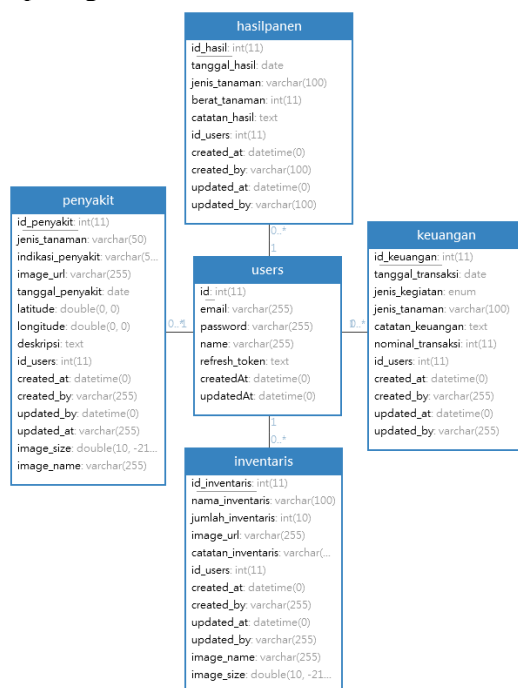 hasilpanen
id_hasil: int(11)
tanggal_hasil: date
jenis_tanaman: varchar(100)
berat_tanaman: int(11)
catatan_hasil: text
id_users: int(11)
created_at: datetime(0)
created_by: varchar(100)
updated_at: datetime(0)
updated_by: varchar(100)
0..*
1
penyakit
id_penyakit: int(11)
jenis_tanaman: varchar(50)
indikasi_penyakit: varchar(5...
image_url: varchar(255)
tanggal_penyakit: date
latitude: double(0, 0)
longitude: double(0, 0)
deskripsi: text
id_users: int(11)
created_at: datetime(0)
created_by: varchar(255)
updated_by: datetime(0)
updated_at: varchar(255)
image_size: double(10, -21...
image_name: varchar(255)
users
id: int(11)
email: varchar(255)
password: varchar(255)
name: varchar(255)
refresh_token: text
createdAt: datetime(0)
updatedAt: datetime(0)
keuangan
id_keuangan: int(11)
tanggal_transaksi: date
jenis_kegiatan: enum
jenis_tanaman: varchar(100)
catatan_keuangan: text
nominal_transaksi: int(11)
id_users: int(11)
created_at: datetime(0)
created_by: varchar(255)
updated_at: datetime(0)
updated_by: varchar(255)
1
0..*
inventaris
id_inventaris: int(11)
nama_inventaris: varchar(100)
jumlah_inventaris: int(10)
image_url: varchar(255)
catatan_inventaris: varchar(...
id_users: int(11)
created_at: datetime(0)
created_by: varchar(255)
updated_at: datetime(0)
updated_by: varchar(255)
image_name: varchar(255)
image_size: double(10, -21...